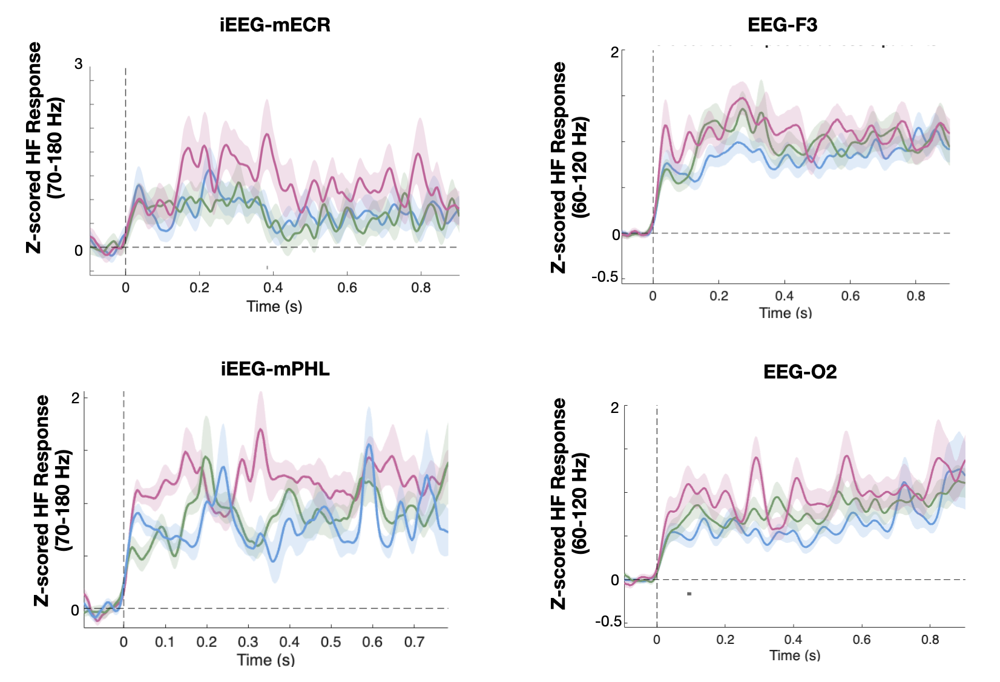 iEEG-mECR
Z-scored HF Response
(70-180 Hz)
3
0
0 0.2 0.4 0.6 0.8
Time (s)
EEG-F3
Z-scored HF Response
(60-120 Hz)
2
0
-0.5
0 0.2 0.4 0.6 0.8
Time (s)
iEEG-mPHL
Z-scored HF Response
(70-180 Hz)
2
0
0 0.1 0.2 0.3 0.4 0.5 0.6 0.7
Time (s)
EEG-O2
Z-scored HF Response
(60-120 Hz)
2
0
-0.5
0 0.2 0.4 0.6 0.8
Time (s)